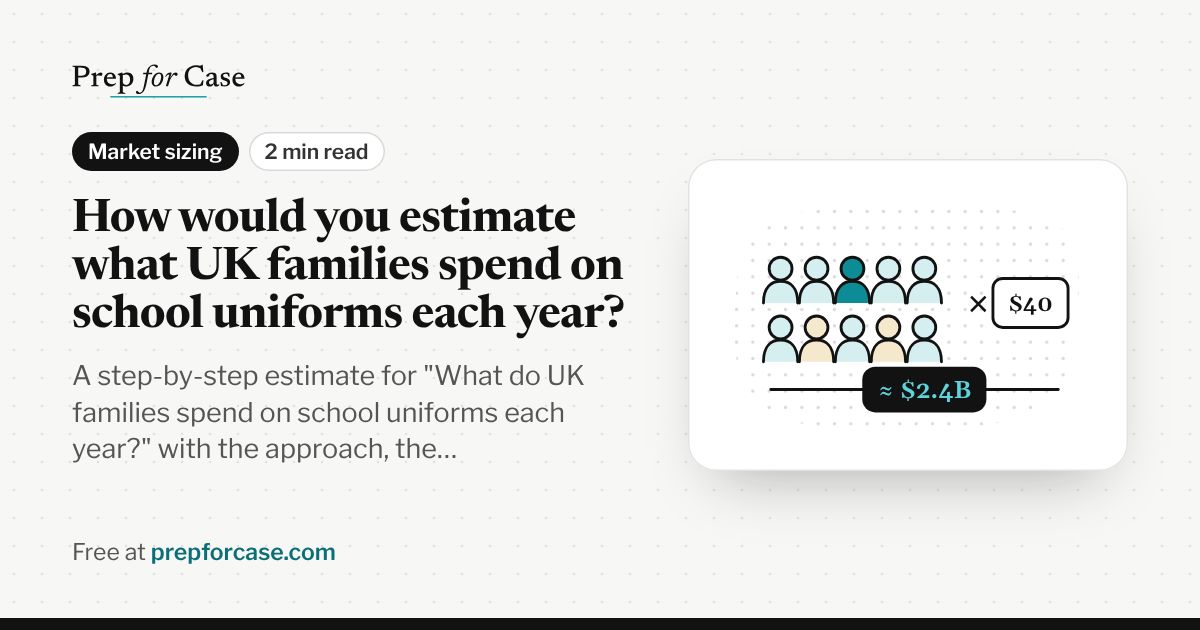 Prep for Case
Market sizing
2 min read
How would you estimate
what UK families spend on
school uniforms each year?
A step-by-step estimate for "What do UK
families spend on school uniforms each
year?" with the approach, the...
Free at prepforcase.com
× $40
≈ $2.4B